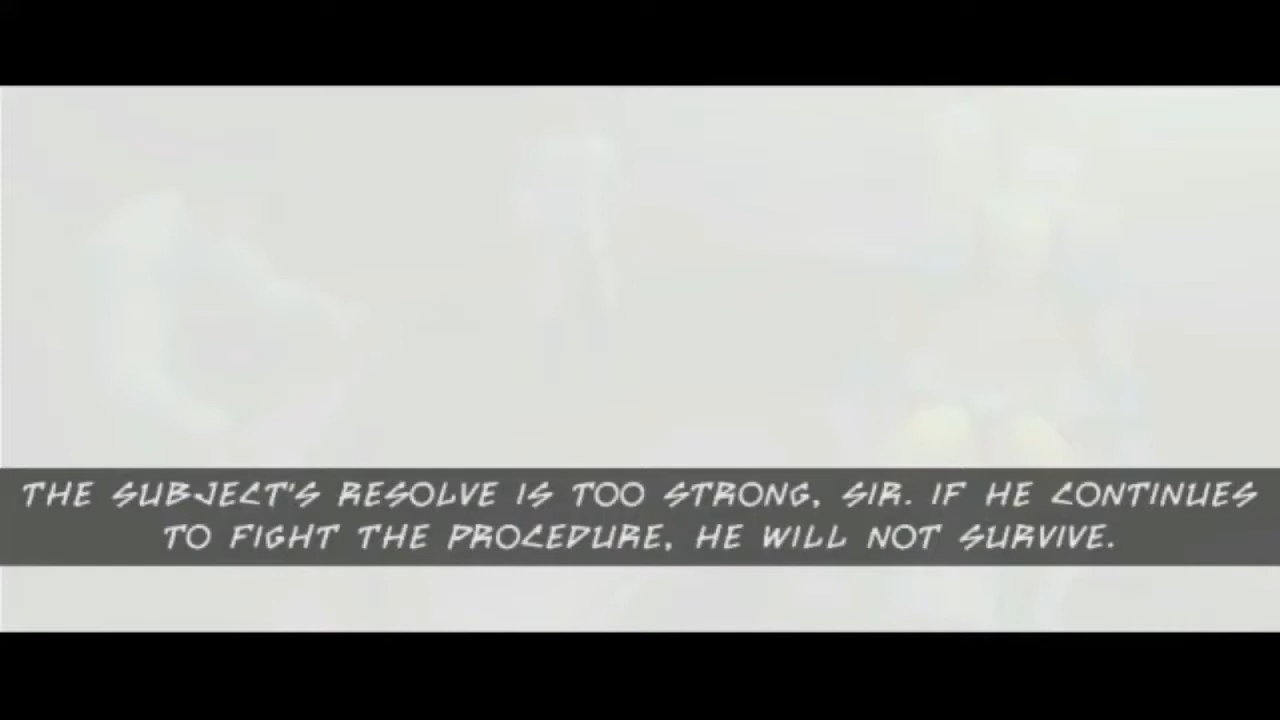 THE SUBJECT'S RESOLVE IS TOO STRONG, SIR. IF HE CONTINUES
TO FIGHT THE PROCEDURE, HE WILL NOT SURVIVE.